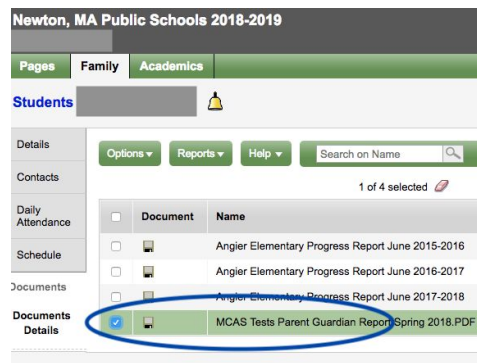 Newton, MA Public Schools 2018-2019
Pages Family Academics
Students
Details
Contacts
Daily
Attendance
Schedule
Documents
Documents
Details
Options Reports Help Search on Name
1 of 4 selected
Document Name
Angier Elementary Progress Report June 2015-2016
Angier Elementary Progress Report June 2016-2017
Angier Elementary Progress Report June 2017-2018
MCAS Tests Parent Guardian Report Spring 2018.PDF